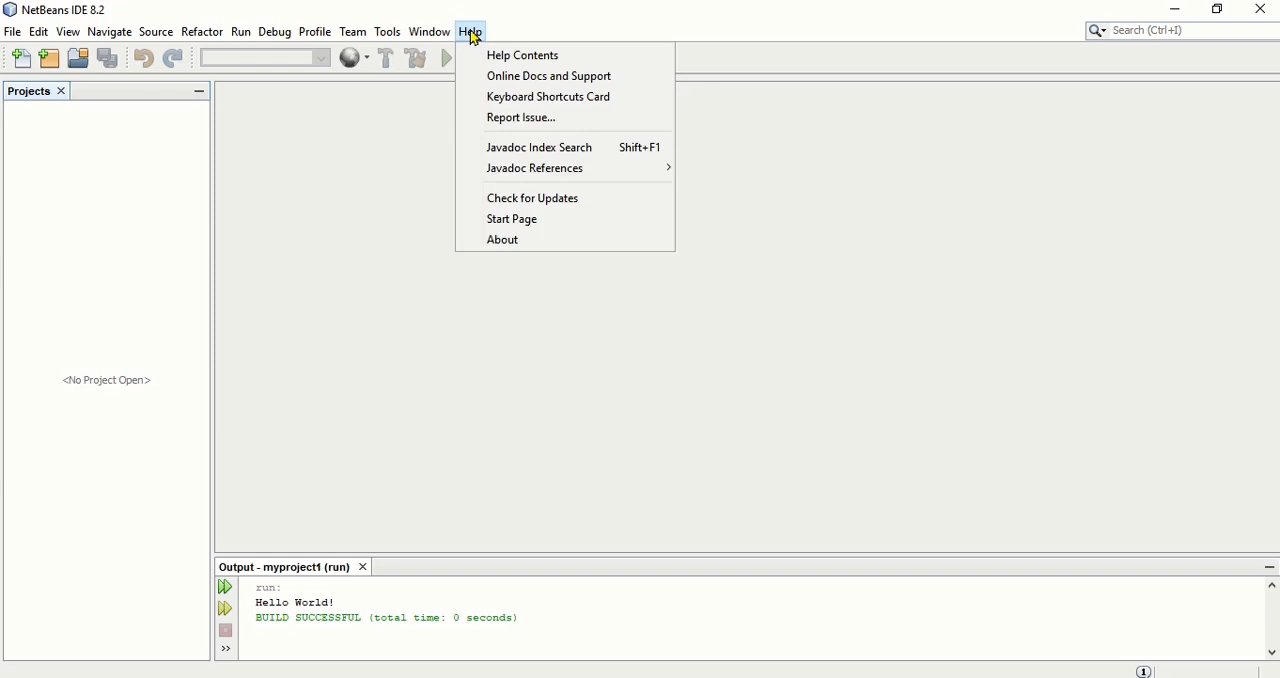 NetBeans IDE 8.2
File Edit View Navigate Source Refactor Run Debug Profile Team Tools Window Help
Search (Ctrl+I)
Help Contents
Online Docs and Support
Keyboard Shortcuts Card
Report Issue...
Javadoc Index Search Shift+F1
Javadoc References
Check for Updates
Start Page
About
Projects
<No Project Open>
Output - myproject1 (run)
run:
Hello World!
BUILD SUCCESSFUL (total time: 0 seconds)
1